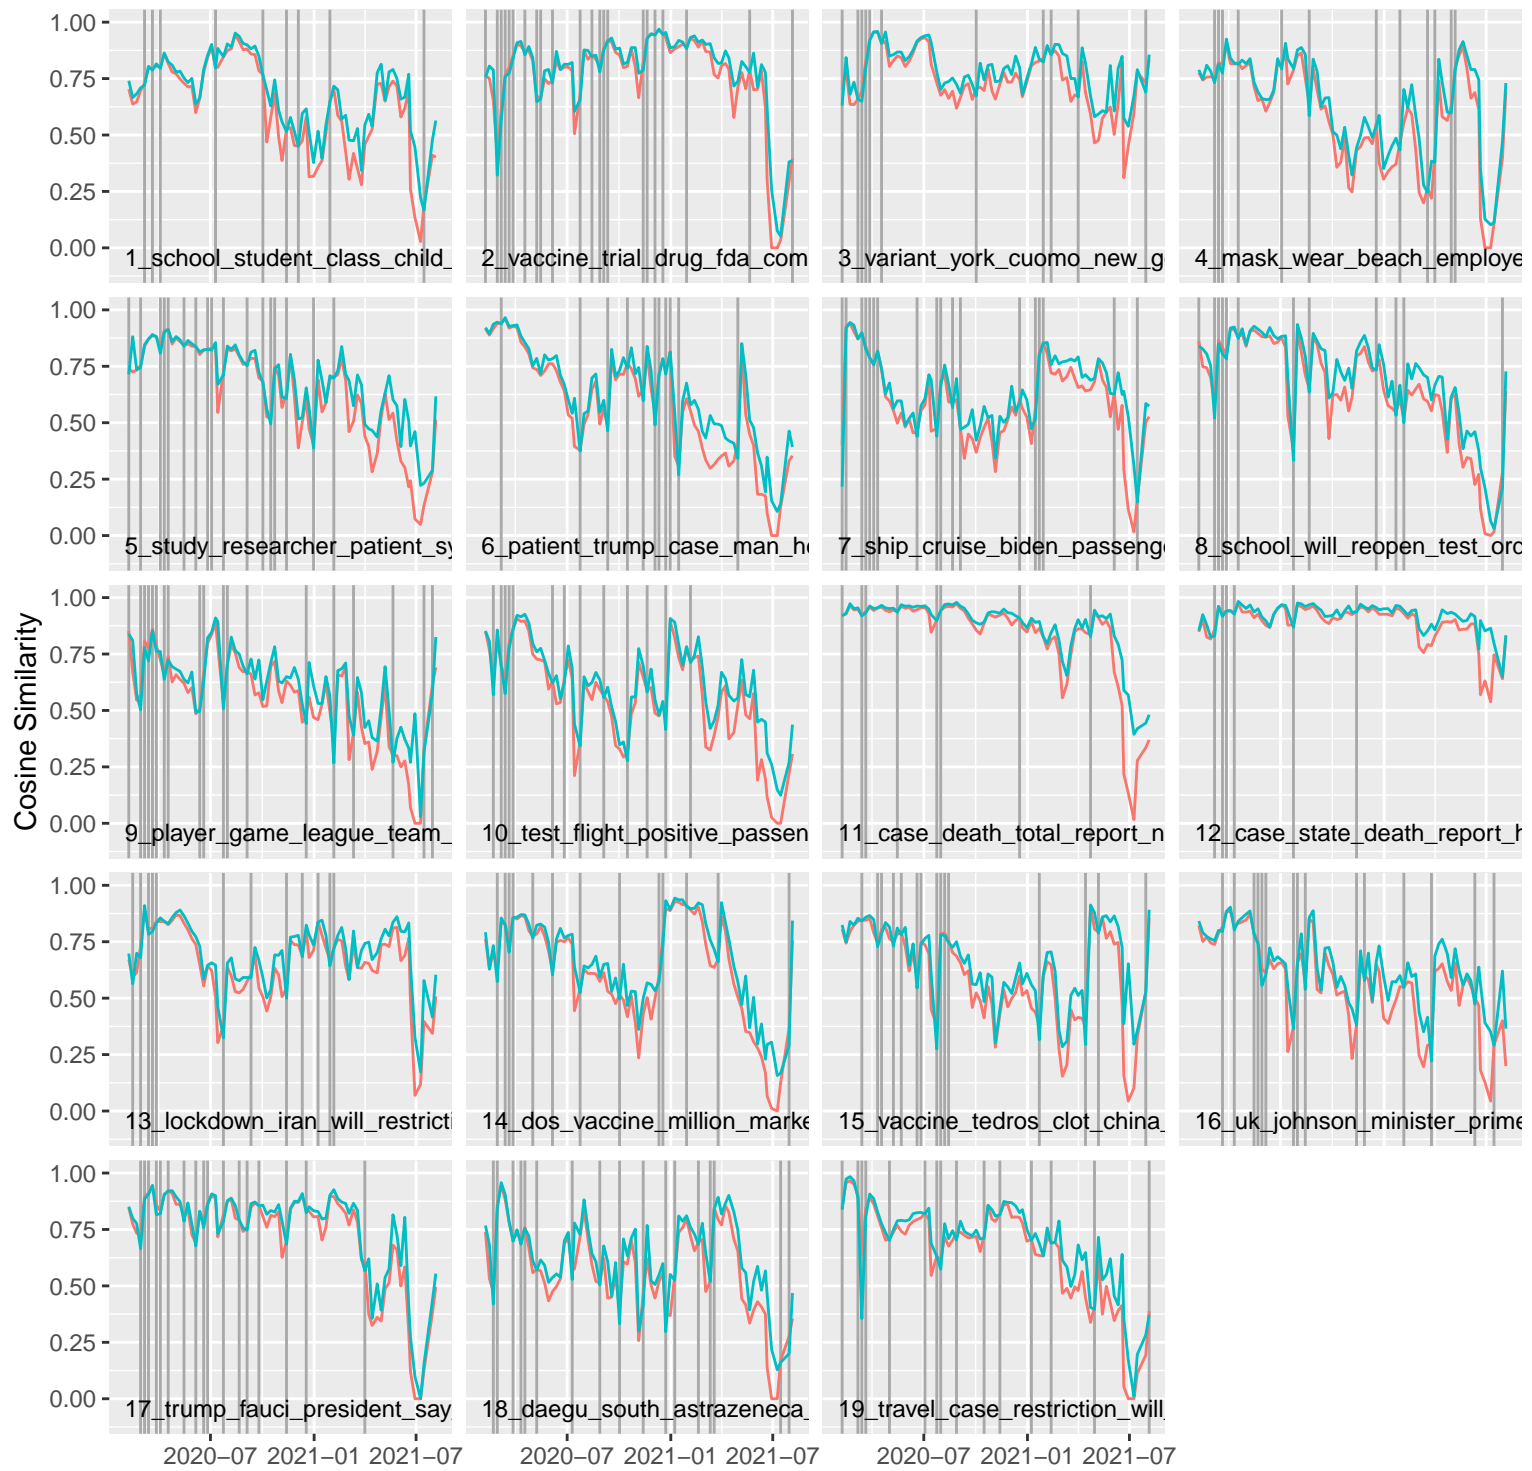 Cosine Similarity
1.00
0.75
0.50
0.25
0.00
1_school_student_class_child_
2_vaccine_trial_drug_fda_com
3_variant_york_cuomo_new_g
4_mask_wear_beach_employe
1.00
0.75
0.50
0.25
0.00
5_study_researcher_patient_sy
6_patient_trump_case_man_h
7_ship_cruise_biden_passeng
8_school_will_reopen_test_ord
1.00
0.75
0.50
0.25
0.00
9_player_game_league_team_
10_test_flight_positive_passen
11_case_death_total_report_n
12_case_state_death_report_h
1.00
0.75
0.50
0.25
0.00
13_lockdown_iran_will_restricti
14_dos_vaccine_million_marke
15_vaccine_tedros_clot_china_
16_uk_johnson_minister_prime
1.00
0.75
0.50
0.25
0.00
17_trump_fauci_president_say
18_daegu_south_astrazeneca_
19_travel_case_restriction_will_
2020−07 2021−01 2021−07
2020−07 2021−01 2021−07
2020−07 2021−01 2021−07